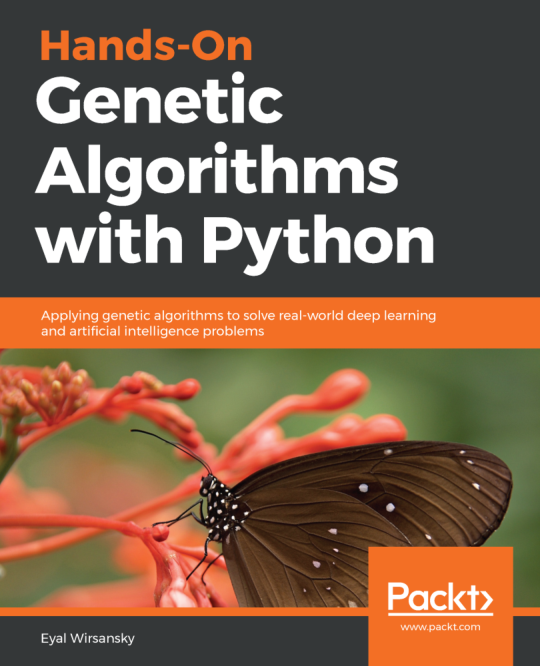 Hands-On
Genetic
Algorithms
with Python
Applying genetic algorithms to solve real-world deep learning
and artificial intelligence problems
Packt>
www.packt.com
Eyal Wirsansky